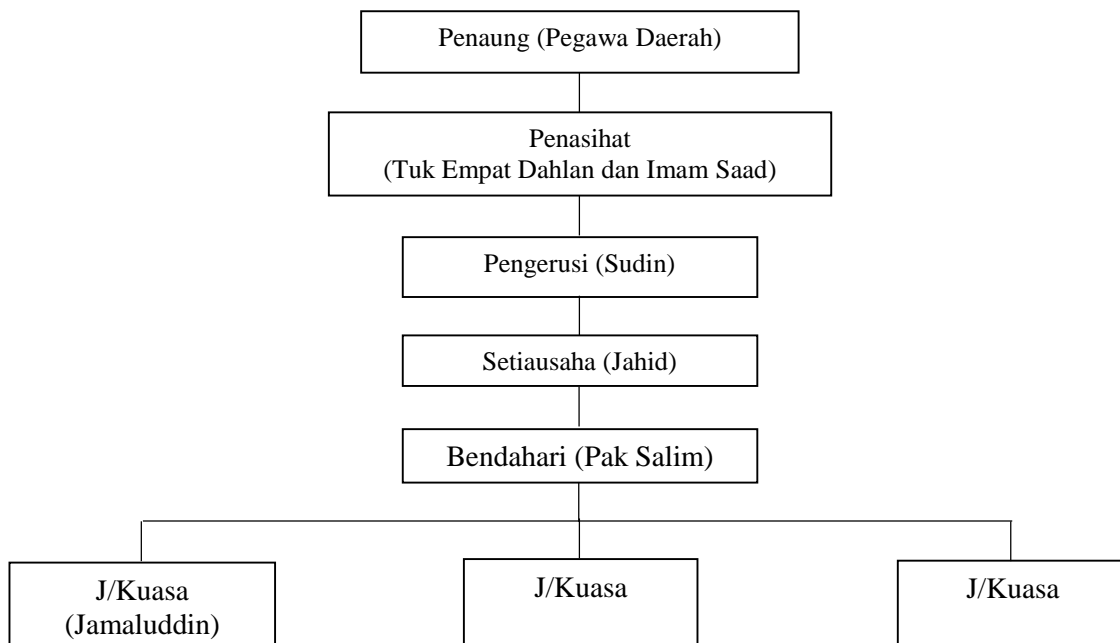 Penaung (Pegawa Daerah)
Penasihat
(Tuk Empat Dahlan dan Imam Saad)
Pengerusi (Sudin)
Setiausaha (Jahid)
Bendahari (Pak Salim)
J/Kuasa
(Jamaluddin)
J/Kuasa
J/Kuasa